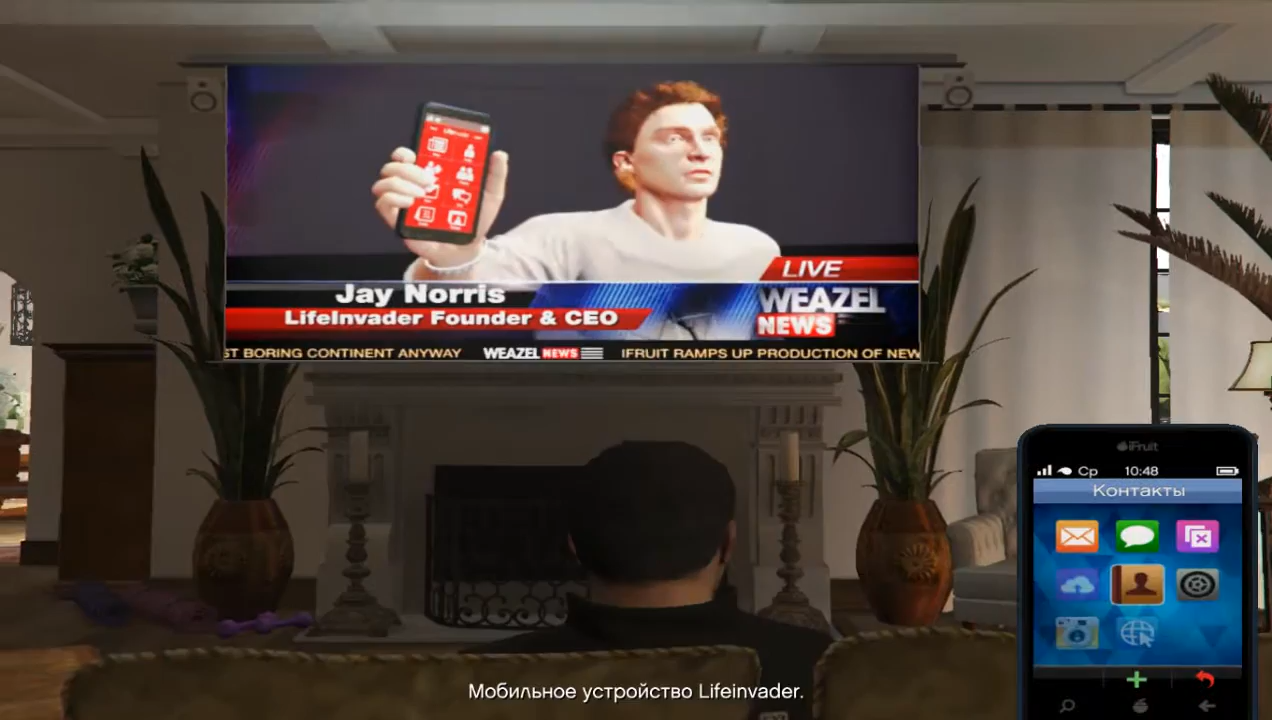 LIVE
Jay Norris
LifeInvader Founder & CEO
WEAZEL
NEWS
ST BORING CONTINENT ANYWAY WEAZEL NEWS IFRUIT RAMPS UP PRODUCTION OF NEW
iFruit
Ср 10:48
Контакты
Мобильное устройство Lifeinvader.